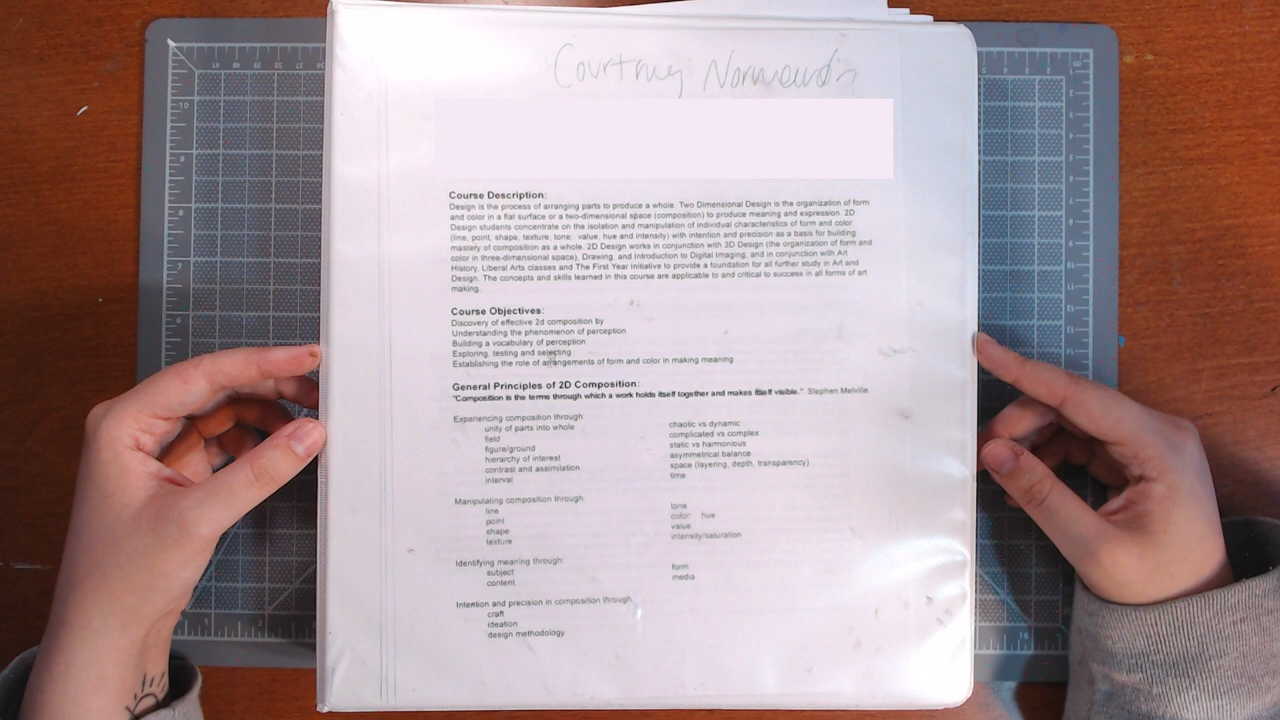 Courtney
Course Description:
Design is the process of arranging parts to produce a whole. Two Dimensional Design is the organization of form
and color in a flat surface or a two-dimensional space (composition) to produce meaning and expression. 2D
Design students concentrate on the isolation and manipulation of individual characteristics of form and color
(line, point, shape, texture, tone; value, hue and intensity) with intention and precision as a basis for building
mastery of composition as a whole. 2D Design works in conjunction with 3D Design (the organization of form and
color in three-dimensional space), Drawing, and Introduction to Digital Imaging; and in conjunction with Art
History, Liberal Arts classes and The First Year Initiative to provide a foundation for all further study in Art and
Design. The concepts and skills learned in this course are applicable to and critical to success in all forms of art
making.
Course Objectives:
Discovery of effective 2d composition by
Understanding the phenomenon of perception
Building a vocabulary of perception
Exploring, testing and selecting
Establishing the role of arrangements of form and color in making meaning
General Principles of 2D Composition:
"Composition is the terms through which a work holds itself together and makes itself visible." Stephen Melville
Experiencing composition through:
unity of parts into whole
field
figure/ground
hierarchy of interest
contrast and assimilation
interval
chaotic vs dynamic
complicated vs complex
static vs harmonious
asymmetrical balance
space (layering, depth, transparency)
time
Manipulating composition through:
line
point
shape
texture
tone
color: hue
value
intensity/saturation
Identifying meaning through:
subject
content
form
media
Intention and precision in composition through:
craft
ideation
design methodology